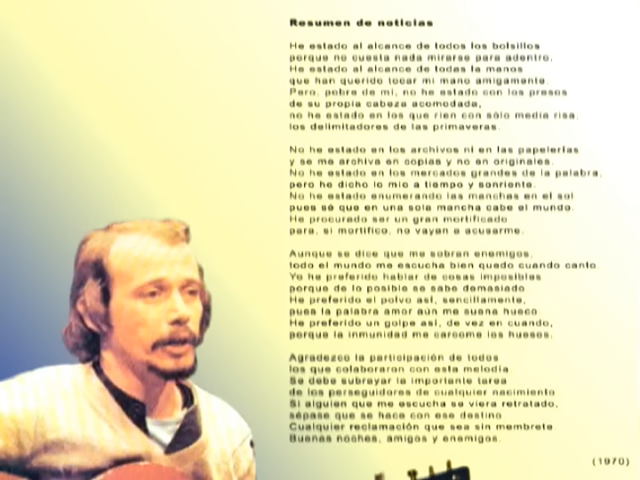 Resumen de noticias
He estado al alcance de todos los bolsillos
porque no cuesta nada mirarse para adentro.
He estado al alcance de todas la manos
que han querido tocar mi mano amigamente.
Pero, pobre de mi, no he estado con los presos
de su propia cabeza acomodada,
no he estado en los que rien con sólo media risa,
los delimitadores de las primaveras.
No he estado en los archivos ni en las papelerías
y se me archiva en copias y no en originales.
No he estado en los mercados grandes de la palabra,
pero he dicho lo mio a tiempo y sonriente.
No he estado enumerando las manchas en el sol
pues sé que en una sola mancha cabe el mundo.
He procurado ser un gran mortificado
para, si mortifico, no vayan a acusarme.
Aunque se dice que me sobran enemigos,
todo el mundo me escucha bien quedo cuando canto
Yo he preferido hablar de cosas imposibles
porque de lo posible se sabe demasiado
He preferido el polvo así, sencillamente,
pues la palabra amor aún me suena hueco
He preferido un golpe así, de vez en cuando,
porque la inmunidad me carcome los huesos.
Agradezco la participación de todos
los que colaboraron con esta melodía
Se debe subrayar la importante tarea
de los perseguidores de cualquier nacimiento
Si alguien que me escucha se viera retratado,
sépase que se hace con ese destino
Cualquier reclamación que sea sin membrete
Buenas noches, amigos y enemigos.
(1970)